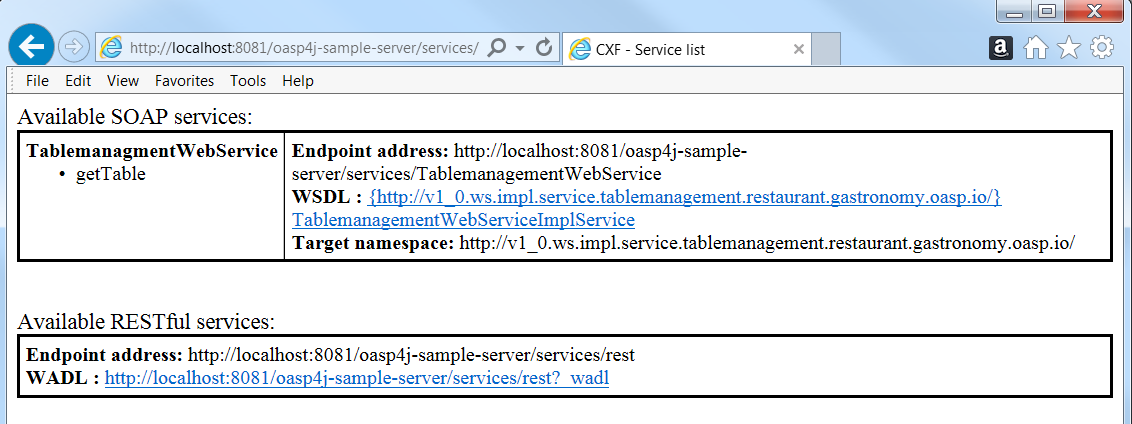 http://localhost:8081/oasp4j-sample-server/services/
CXF - Service list
File Edit View Favorites Tools Help
Available SOAP services:
TablemanagmentWebService
• getTable
Endpoint address: http://localhost:8081/oasp4j-sample-
server/services/TablemanagementWebService
WSDL : {http://v1_0.ws.impl.service.tablemanagement.restaurant.gastronomy.oasp.io/}
TablemanagementWebServiceImplService
Target namespace: http://v1_0.ws.impl.service.tablemanagement.restaurant.gastronomy.oasp.io/
Available RESTful services:
Endpoint address: http://localhost:8081/oasp4j-sample-server/services/rest
WADL : http://localhost:8081/oasp4j-sample-server/services/rest?_wadl